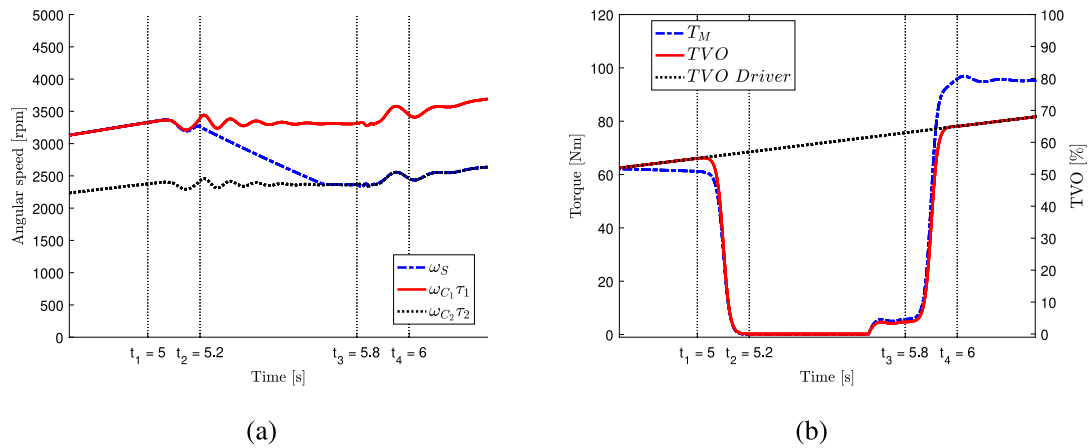 5000
4500
4000
3500
3000
2500
2000
1500
1000
500
0
Angular speed [rpm]
ω_S
ω_{C_1}τ_1
ω_{C_2}τ_2
t_1 = 5
t_2 = 5.2
t_3 = 5.8
t_4 = 6
Time [s]
(a)
120
100
80
60
40
20
0
Torque [Nm]
T_M
TVO
TVO Driver
100
90
80
70
60
50
40
30
20
10
0
TVO [%]
t_1 = 5
t_2 = 5.2
t_3 = 5.8
t_4 = 6
Time [s]
(b)